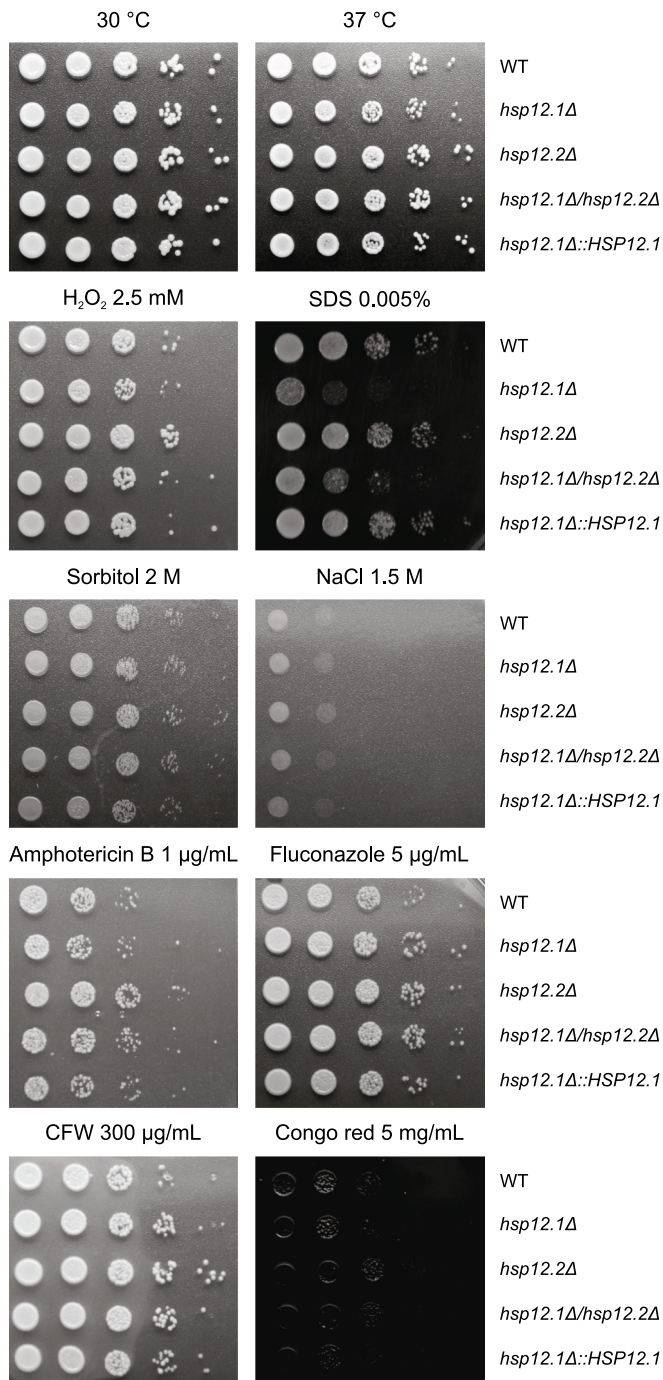 30 °C 37 °C
WT
hsp12.1Δ
hsp12.2Δ
hsp12.1Δ/hsp12.2Δ
hsp12.1Δ::HSP12.1
H₂O₂ 2.5 mM SDS 0.005%
WT
hsp12.1Δ
hsp12.2Δ
hsp12.1Δ/hsp12.2Δ
hsp12.1Δ::HSP12.1
Sorbitol 2 M NaCl 1.5 M
WT
hsp12.1Δ
hsp12.2Δ
hsp12.1Δ/hsp12.2Δ
hsp12.1Δ::HSP12.1
Amphotericin B 1 µg/mL Fluconazole 5 µg/mL
WT
hsp12.1Δ
hsp12.2Δ
hsp12.1Δ/hsp12.2Δ
hsp12.1Δ::HSP12.1
CFW 300 µg/mL Congo red 5 mg/mL
WT
hsp12.1Δ
hsp12.2Δ
hsp12.1Δ/hsp12.2Δ
hsp12.1Δ::HSP12.1